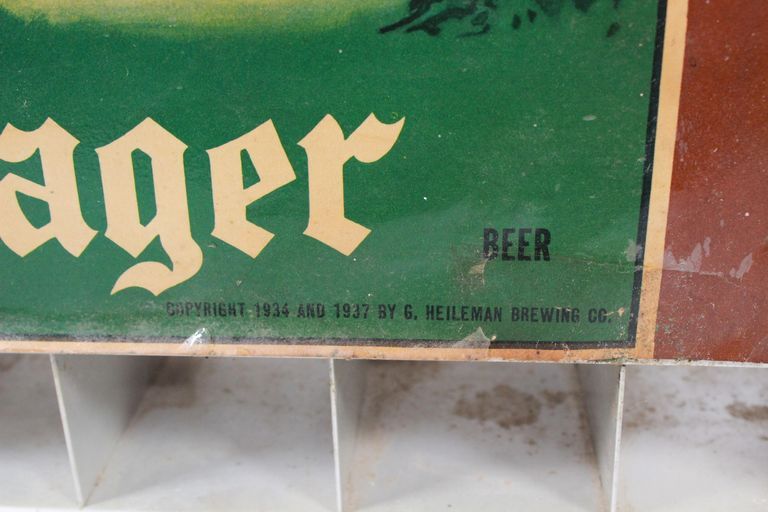 ager
BEER
COPYRIGHT 1934 AND 1937 BY G. HEILEMAN BREWING CO.